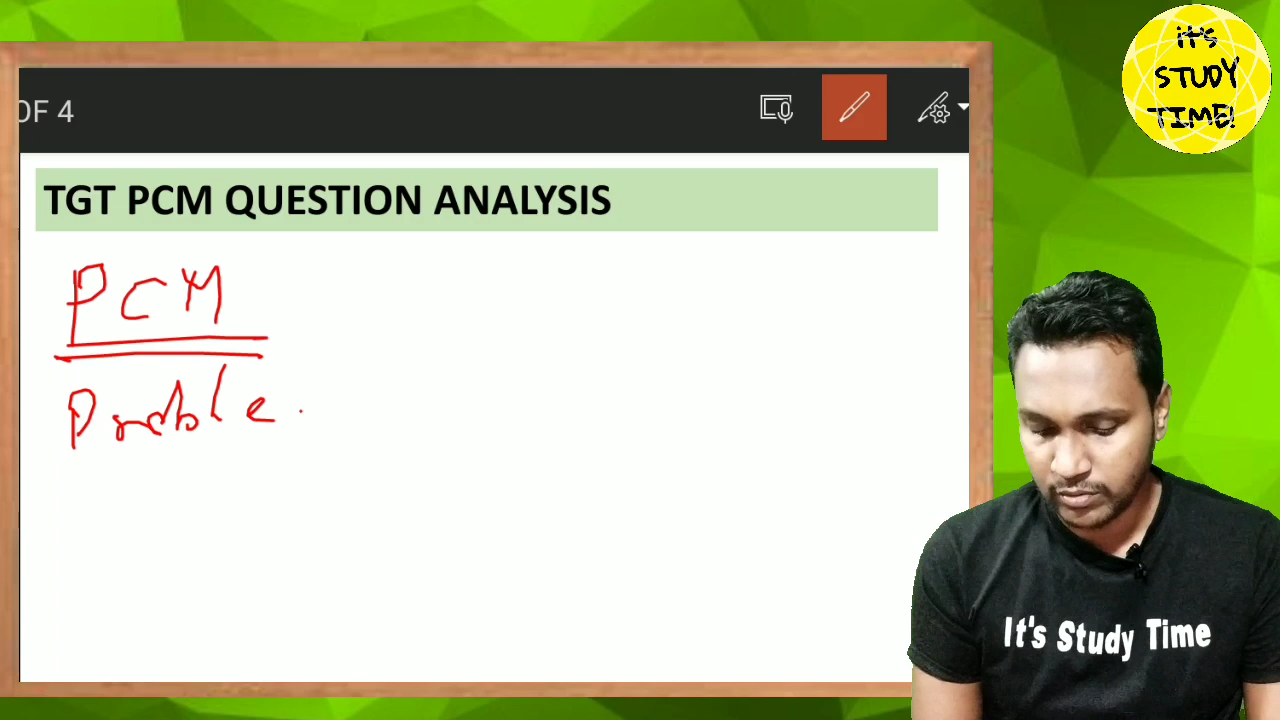 it's
STUDY
TIME!
OF 4
TGT PCM QUESTION ANALYSIS
PCM
Proble
It's Study Time